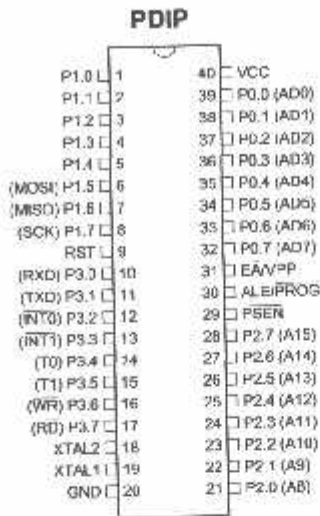 PDIP
P1.0 1 40 VCC
P1.1 2 39 P0.0 (AD0)
P1.2 3 38 P0.1 (AD1)
P1.3 4 37 P0.2 (AD2)
P1.4 5 36 P0.3 (AD3)
(MOSI) P1.5 6 35 P0.4 (AD4)
(MISO) P1.6 7 34 P0.5 (AD5)
(SCK) P1.7 8 33 P0.6 (AD6)
RST 9 32 P0.7 (AD7)
(RXD) P3.0 10 31 E̅A̅/VPP
(TXD) P3.1 11 30 ALE/P̅R̅O̅G̅
(I̅N̅T̅0̅) P3.2 12 29 P̅S̅E̅N̅
(I̅N̅T̅1̅) P3.3 13 28 P2.7 (A15)
(T0) P3.4 14 27 P2.6 (A14)
(T1) P3.5 15 26 P2.5 (A13)
(W̅R̅) P3.6 16 25 P2.4 (A12)
(R̅D̅) P3.7 17 24 P2.3 (A11)
XTAL2 18 23 P2.2 (A10)
XTAL1 19 22 P2.1 (A9)
GND 20 21 P2.0 (A8)